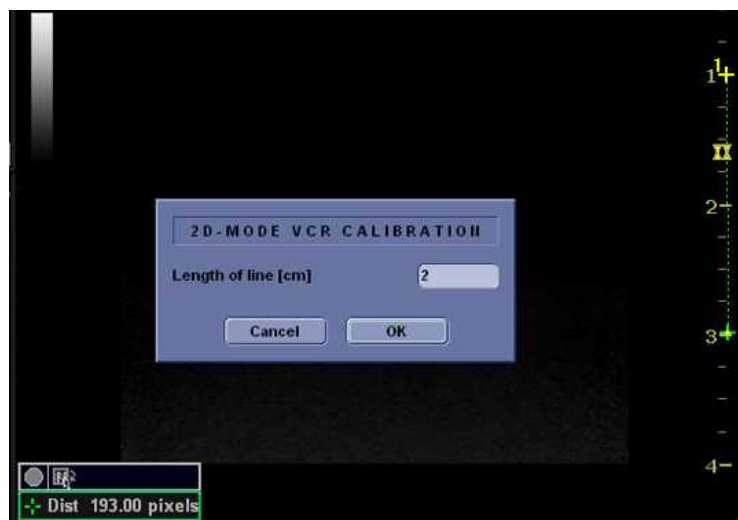 1
1
2
2D-MODE VCR CALIBRATION
Length of line [cm] 2
Cancel OK
3
4
Dist 193.00 pixels